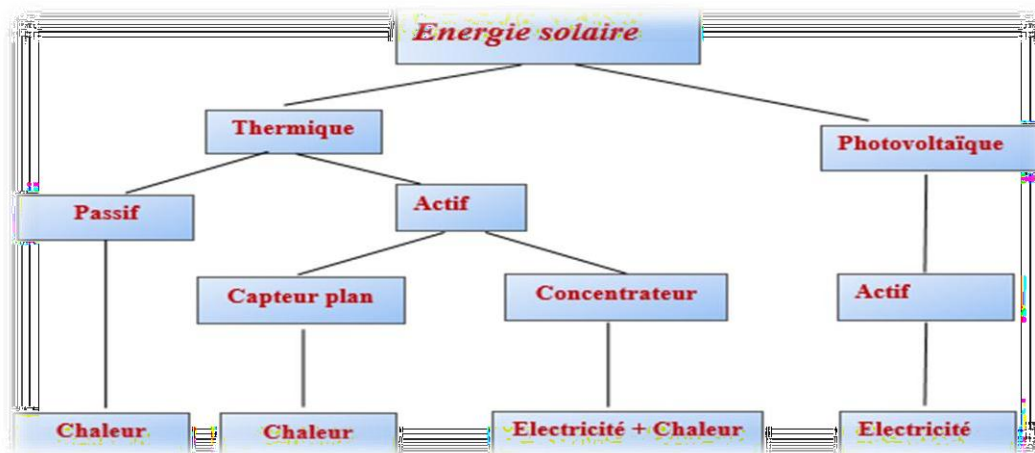 Energie solaire
Thermique
Photovoltaïque
Passif
Actif
Capteur plan
Concentrateur
Actif
Chaleur
Chaleur
Electricité + Chaleur
Electricité